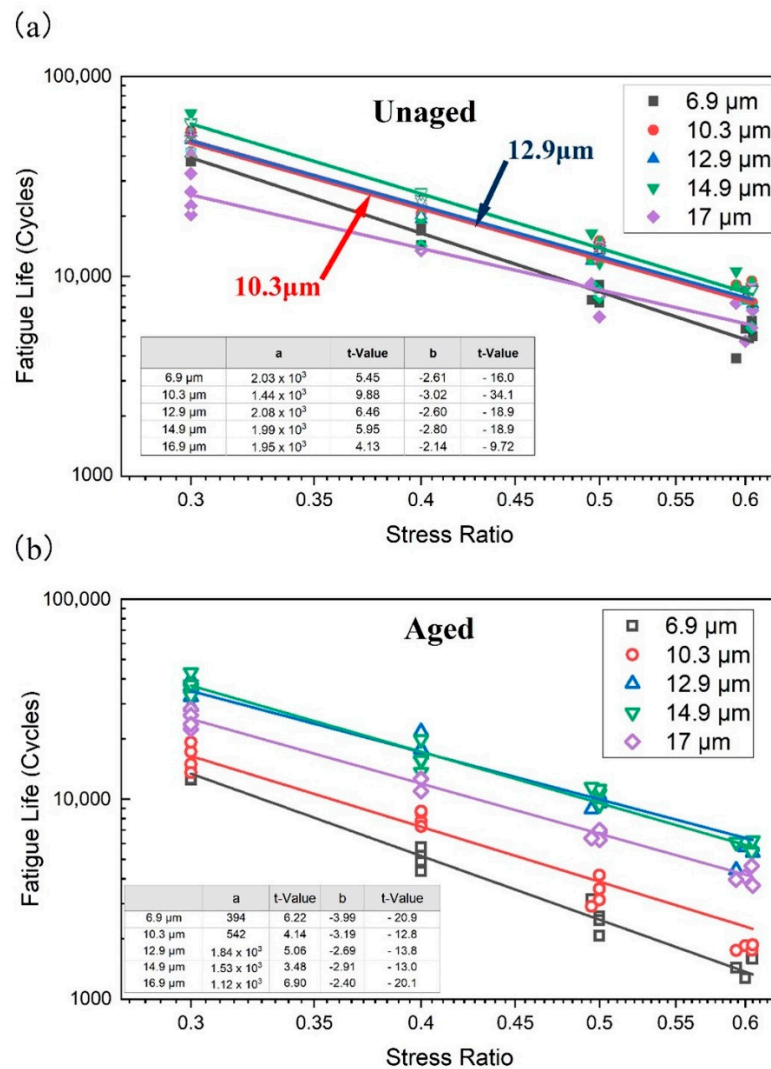 (a)
100,000
10,000
1000
Fatigue Life (Cycles)
Unaged
6.9 µm
10.3 µm
12.9 µm
14.9 µm
17 µm
12.9µm
10.3µm
a t-Value b t-Value
6.9 µm 2.03 x 10³ 5.45 -2.61 - 16.0
10.3 µm 1.44 x 10³ 9.88 -3.02 - 34.1
12.9 µm 2.08 x 10³ 6.46 -2.60 - 18.9
14.9 µm 1.99 x 10³ 5.95 -2.80 - 18.9
16.9 µm 1.95 x 10³ 4.13 -2.14 - 9.72
0.3 0.35 0.4 0.45 0.5 0.55 0.6
Stress Ratio
(b)
100,000
10,000
1000
Fatigue Life (Cycles)
Aged
6.9 µm
10.3 µm
12.9 µm
14.9 µm
17 µm
a t-Value b t-Value
6.9 µm 394 6.22 -3.99 - 20.9
10.3 µm 542 4.14 -3.19 - 12.8
12.9 µm 1.84 x 10³ 5.06 -2.69 - 13.8
14.9 µm 1.53 x 10³ 3.48 -2.91 - 13.0
16.9 µm 1.12 x 10³ 6.90 -2.40 - 20.1
0.3 0.35 0.4 0.45 0.5 0.55 0.6
Stress Ratio